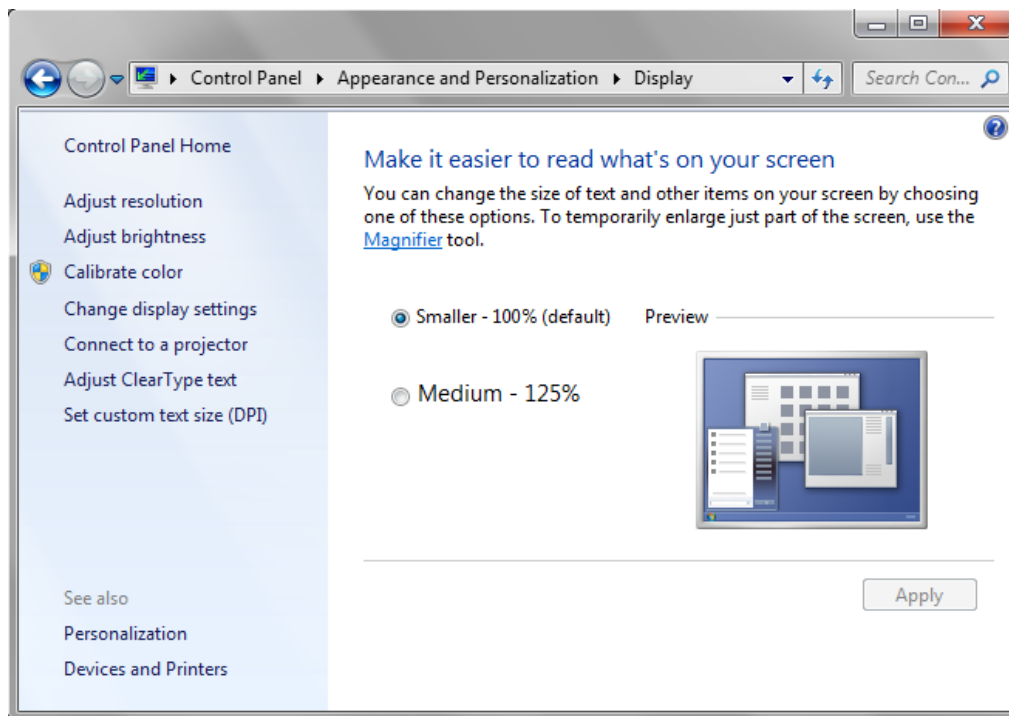 Control Panel ▸ Appearance and Personalization ▸ Display
Search Con...
Control Panel Home
Adjust resolution
Adjust brightness
Calibrate color
Change display settings
Connect to a projector
Adjust ClearType text
Set custom text size (DPI)
See also
Personalization
Devices and Printers
Make it easier to read what's on your screen
You can change the size of text and other items on your screen by choosing
one of these options. To temporarily enlarge just part of the screen, use the
Magnifier tool.
Smaller - 100% (default)
Preview
Medium - 125%
Apply